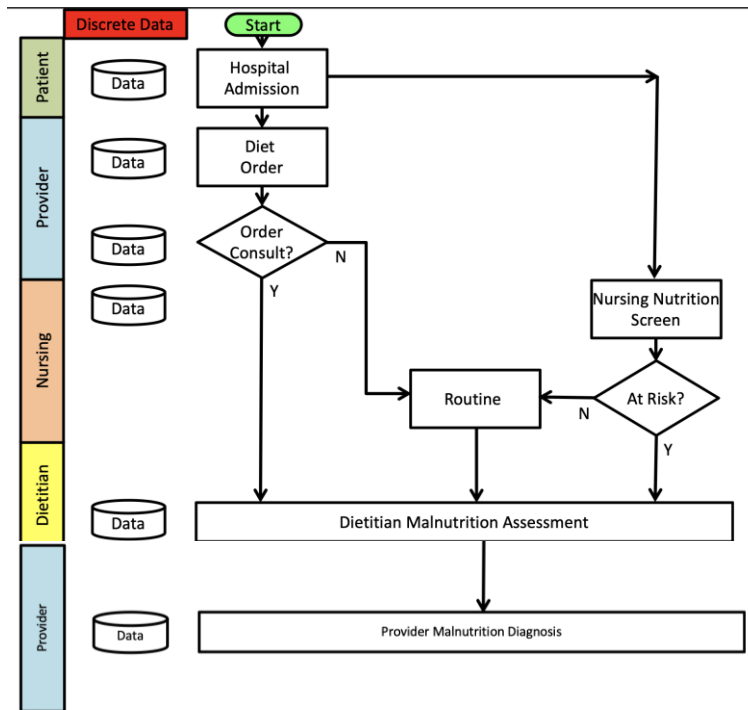 Discrete Data
Start
Patient
Data
Hospital
Admission
Provider
Data
Diet
Order
Data
Order
Consult?
N
Y
Nursing
Data
Nursing Nutrition
Screen
Routine
N
At Risk?
Y
Dietitian
Data
Dietitian Malnutrition Assessment
Provider
Data
Provider Malnutrition Diagnosis